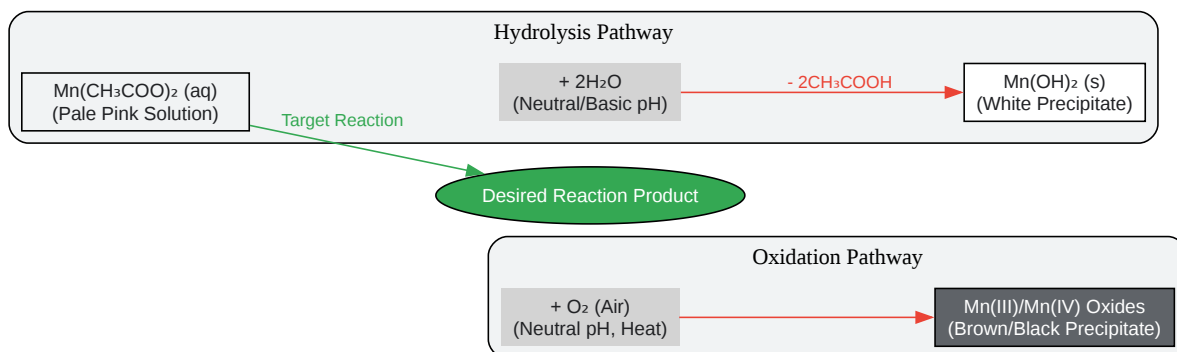 Hydrolysis Pathway
Mn(CH₃COO)₂ (aq)
(Pale Pink Solution)
+ 2H₂O
(Neutral/Basic pH)
- 2CH₃COOH
Mn(OH)₂ (s)
(White Precipitate)
Target Reaction
Desired Reaction Product
Oxidation Pathway
+ O₂ (Air)
(Neutral pH, Heat)
Mn(III)/Mn(IV) Oxides
(Brown/Black Precipitate)